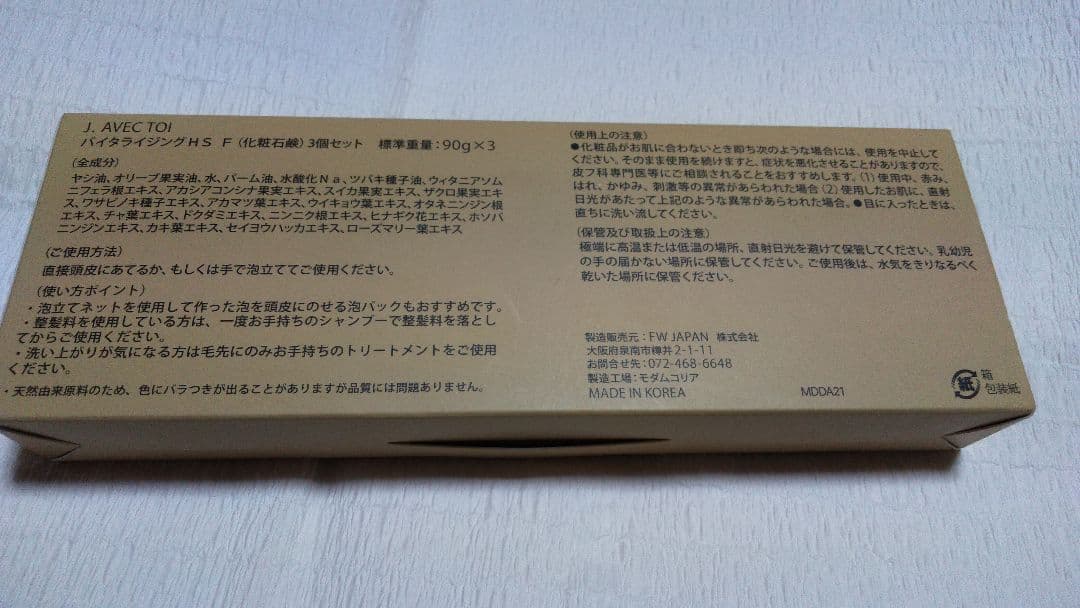 J. AVEC TOI
バイタライジングHS F（化粧石鹸）3個セット 標準重量：90g×3
（全成分）
ヤシ油、オリーブ果実油、水、パーム油、水酸化Na、ツバキ種子油、ウィタニアソム
ニフェラ根エキス、アカシアコンシナ果実エキス、スイカ果実エキス、ザクロ果実エキ
ス、ワサビノキ種子エキス、アカマツ葉エキス、ウイキョウ葉エキス、オタネニンジン根
エキス、チャ葉エキス、ドクダミエキス、ニンニク根エキス、ヒナギク花エキス、ホソバ
ニンジンエキス、カキ葉エキス、セイヨウハッカエキス、ローズマリー葉エキス
（ご使用方法）
直接頭皮にあてるか、もしくは手で泡立ててご使用ください。
（使い方ポイント）
・泡立てネットを使用して作った泡を頭皮にのせる泡パックもおすすめです。
・整髪料を使用している方は、一度お手持ちのシャンプーで整髪料を落とし
てからご使用ください。
・洗い上がりが気になる方は毛先にのみお手持ちのトリートメントをご使用
ください。
・天然由来原料のため、色にバラつきが出ることがありますが品質には問題ありません。
（使用上の注意）
●化粧品がお肌に合わないとき即ち次のような場合には、使用を中止して
ください。そのまま使用を続けますと、症状を悪化させることがありますので、
皮フ科専門医等にご相談されることをおすすめします。（1）使用中、赤み、
はれ、かゆみ、刺激等の異常があらわれた場合（2）使用したお肌に、直射
日光があたって上記のような異常があらわれた場合。●目に入ったときは、
直ちに洗い流してください。
（保管及び取扱上の注意）
極端に高温または低温の場所、直射日光を避けて保管してください。乳幼児
の手の届かない場所に保管してください。ご使用後は、水気をきりなるべく
乾いた場所に保管ください。
製造販売元：FW JAPAN 株式会社
大阪府泉南市樽井2-1-11
お問合せ先：072-468-6648
製造工場：モダムコリア
MADE IN KOREA
MDDA21
紙
箱
包装紙